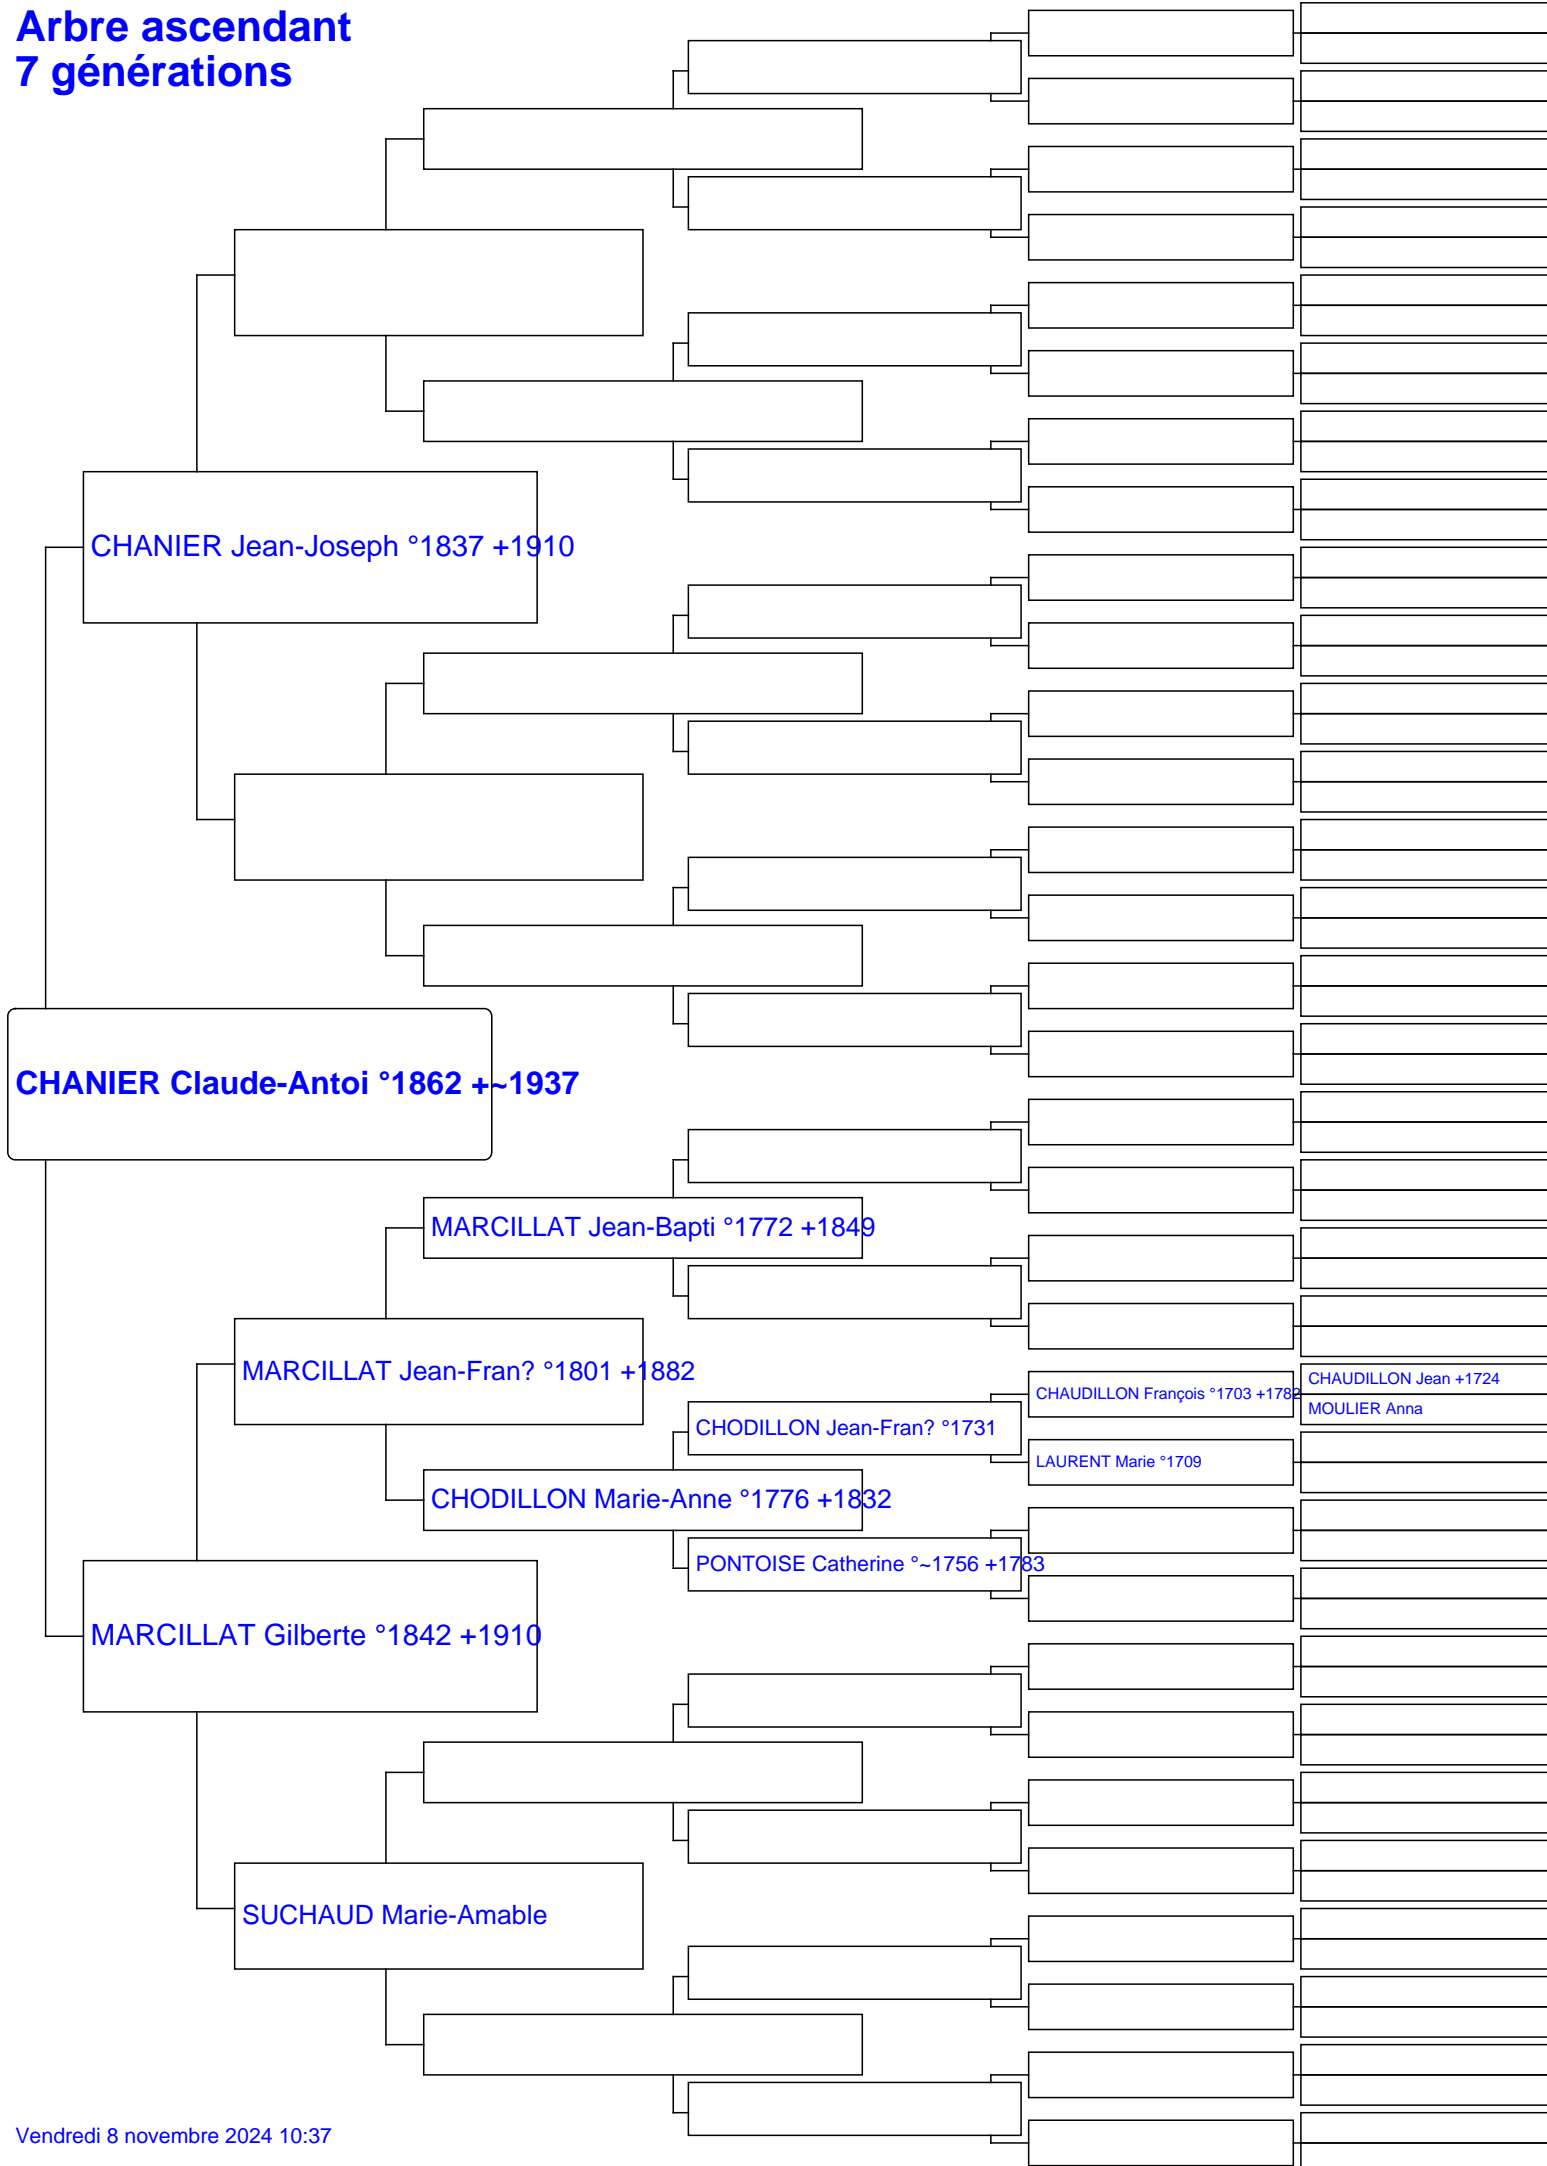 Arbre ascendant
7 générations
CHANIER Jean-Joseph °1837 +1910
CHANIER Claude-Antoi °1862 +~1937
MARCILLAT Jean-Bapti °1772 +1849
MARCILLAT Jean-Fran? °1801 +1882
CHAUDILLON Jean +1724
CHAUDILLON François °1703 +1782
MOULIER Anna
CHODILLON Jean-Fran? °1731
LAURENT Marie °1709
CHODILLON Marie-Anne °1776 +1832
PONTOISE Catherine °~1756 +1783
MARCILLAT Gilberte °1842 +1910
SUCHAUD Marie-Amable
Vendredi 8 novembre 2024 10:37